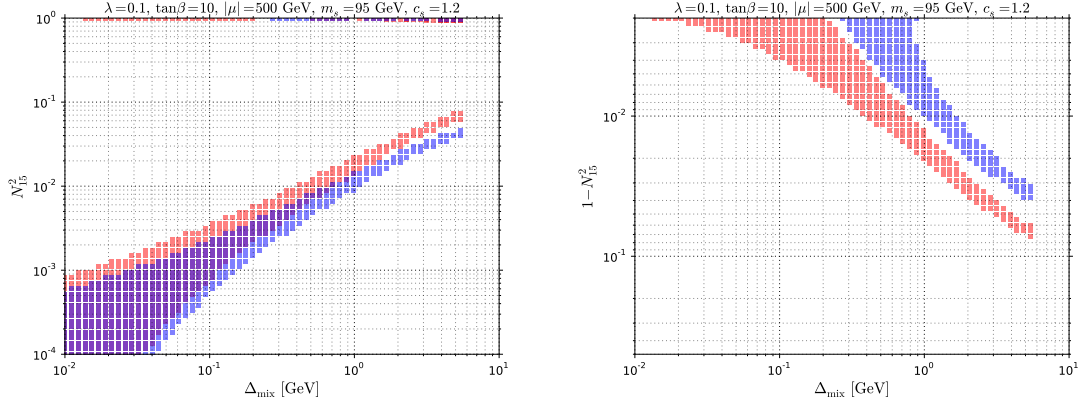 λ=0.1, tanβ=10, |μ|=500 GeV, m_s=95 GeV, c_s=1.2
10^0
10^-1
10^-2
10^-3
10^-4
N_15^2
10^-2
10^-1
10^0
10^1
Δ_mix [GeV]
λ=0.1, tanβ=10, |μ|=500 GeV, m_s=95 GeV, c_s=1.2
10^-2
10^-1
1−N_15^2
10^-2
10^-1
10^0
10^1
Δ_mix [GeV]